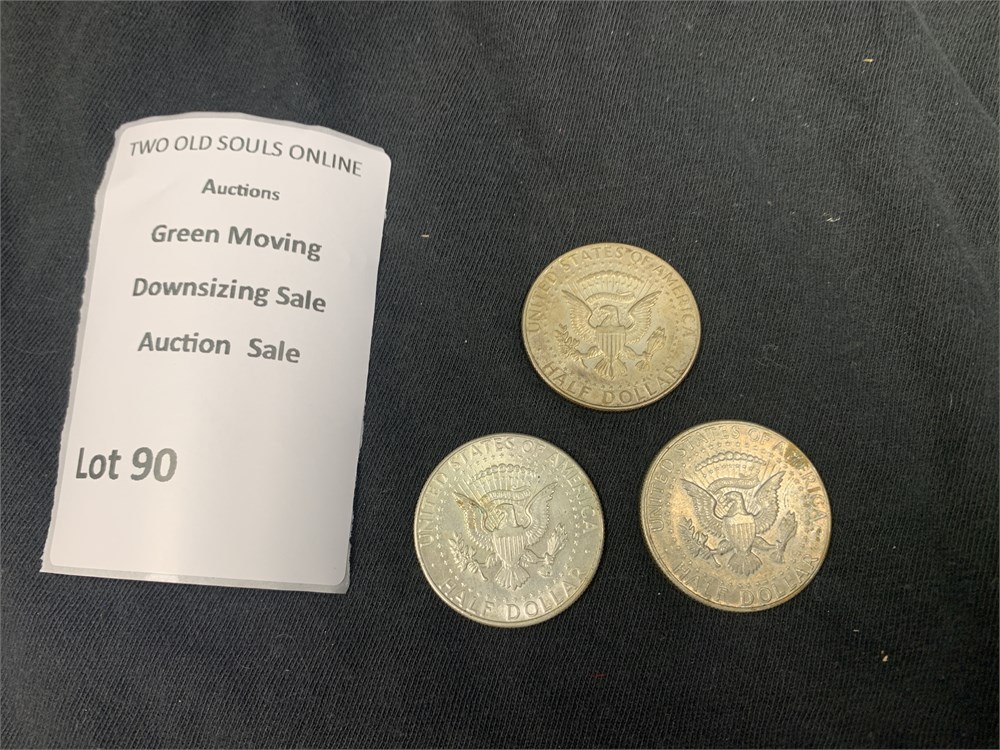 TWO OLD SOULS ONLINE
Auctions
Green Moving
Downsizing Sale
Auction Sale
Lot 90
UNITED STATES OF AMERICA
HALF DOLLAR
UNITED STATES OF AMERICA
HALF DOLLAR
UNITED STATES OF AMERICA
HALF DOLLAR